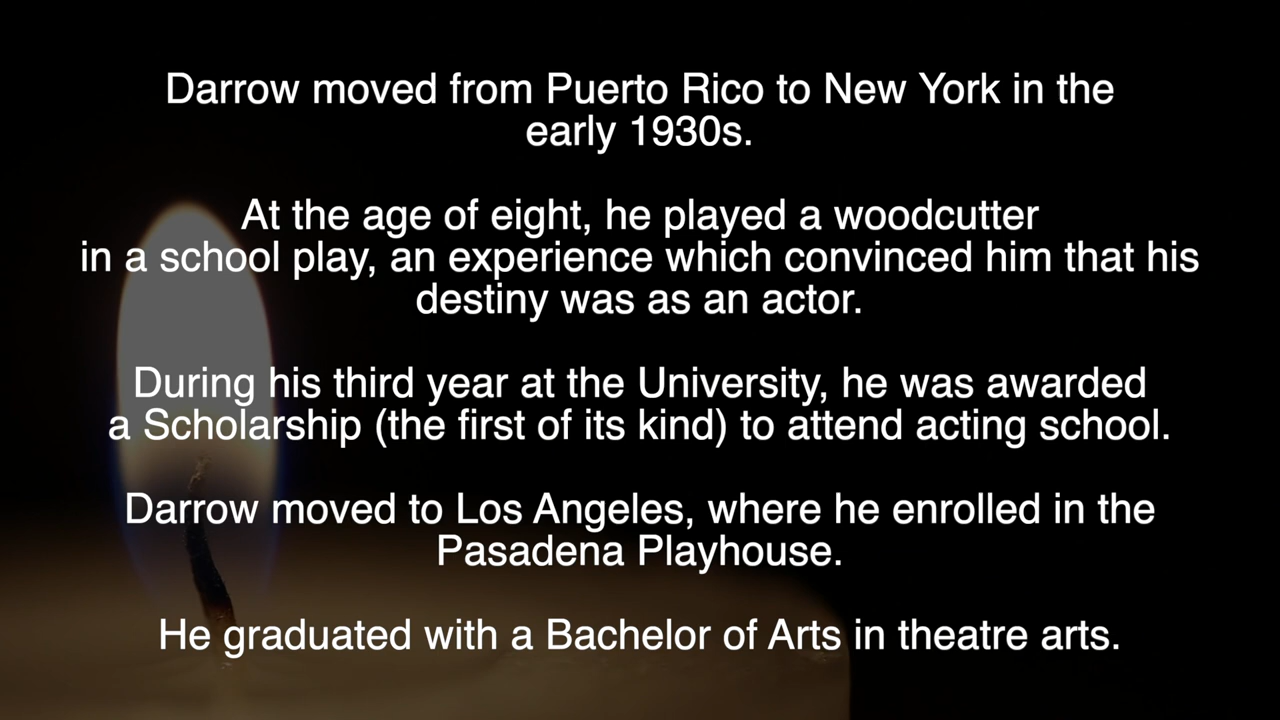 Darrow moved from Puerto Rico to New York in the
early 1930s.
At the age of eight, he played a woodcutter
in a school play, an experience which convinced him that his
destiny was as an actor.
During his third year at the University, he was awarded
a Scholarship (the first of its kind) to attend acting school.
Darrow moved to Los Angeles, where he enrolled in the
Pasadena Playhouse.
He graduated with a Bachelor of Arts in theatre arts.